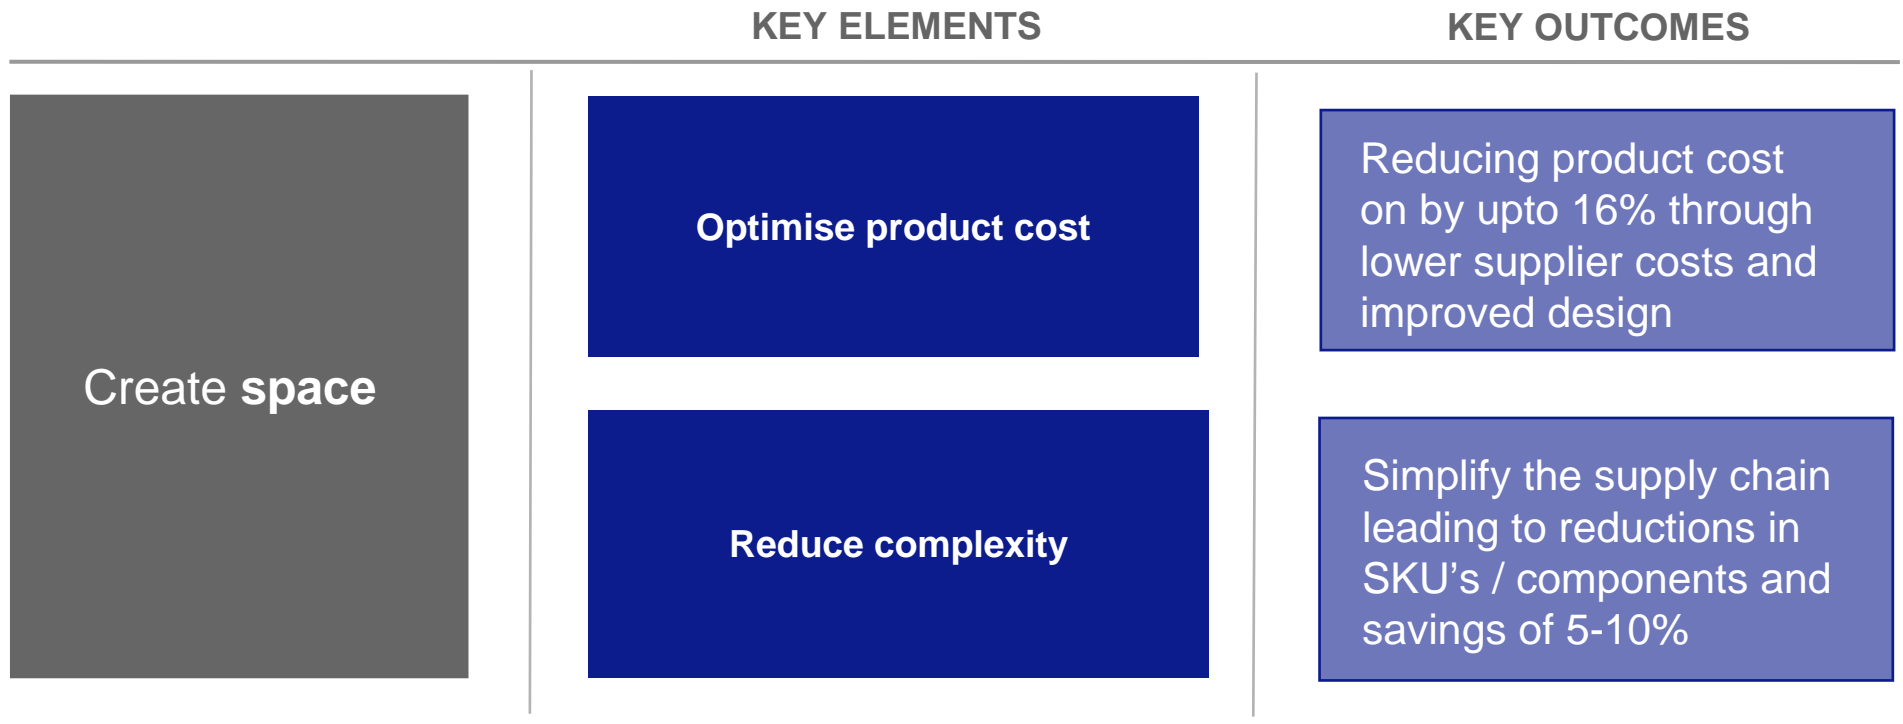 KEY ELEMENTS
KEY OUTCOMES
Create space
Optimise product cost
Reducing product cost
on by upto 16% through
lower supplier costs and
improved design
Reduce complexity
Simplify the supply chain
leading to reductions in
SKU’s / components and
savings of 5-10%